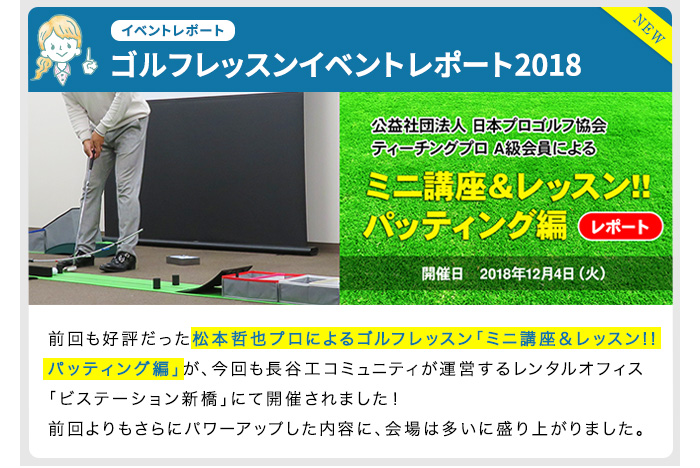 イベントレポート
NEW
ゴルフレッスンイベントレポート2018
公益社団法人 日本プロゴルフ協会
ティーチングプロ A級会員による
ミニ講座&レッスン!!
パッティング編 レポート
開催日 2018年12月4日(火)
前回も好評だった松本哲也プロによるゴルフレッスン「ミニ講座&レッスン!!
パッティング編」が、今回も長谷工コミュニティが運営するレンタルオフィス
「ビステーション新橋」にて開催されました!
前回よりもさらにパワーアップした内容に、会場は多いに盛り上がりました。